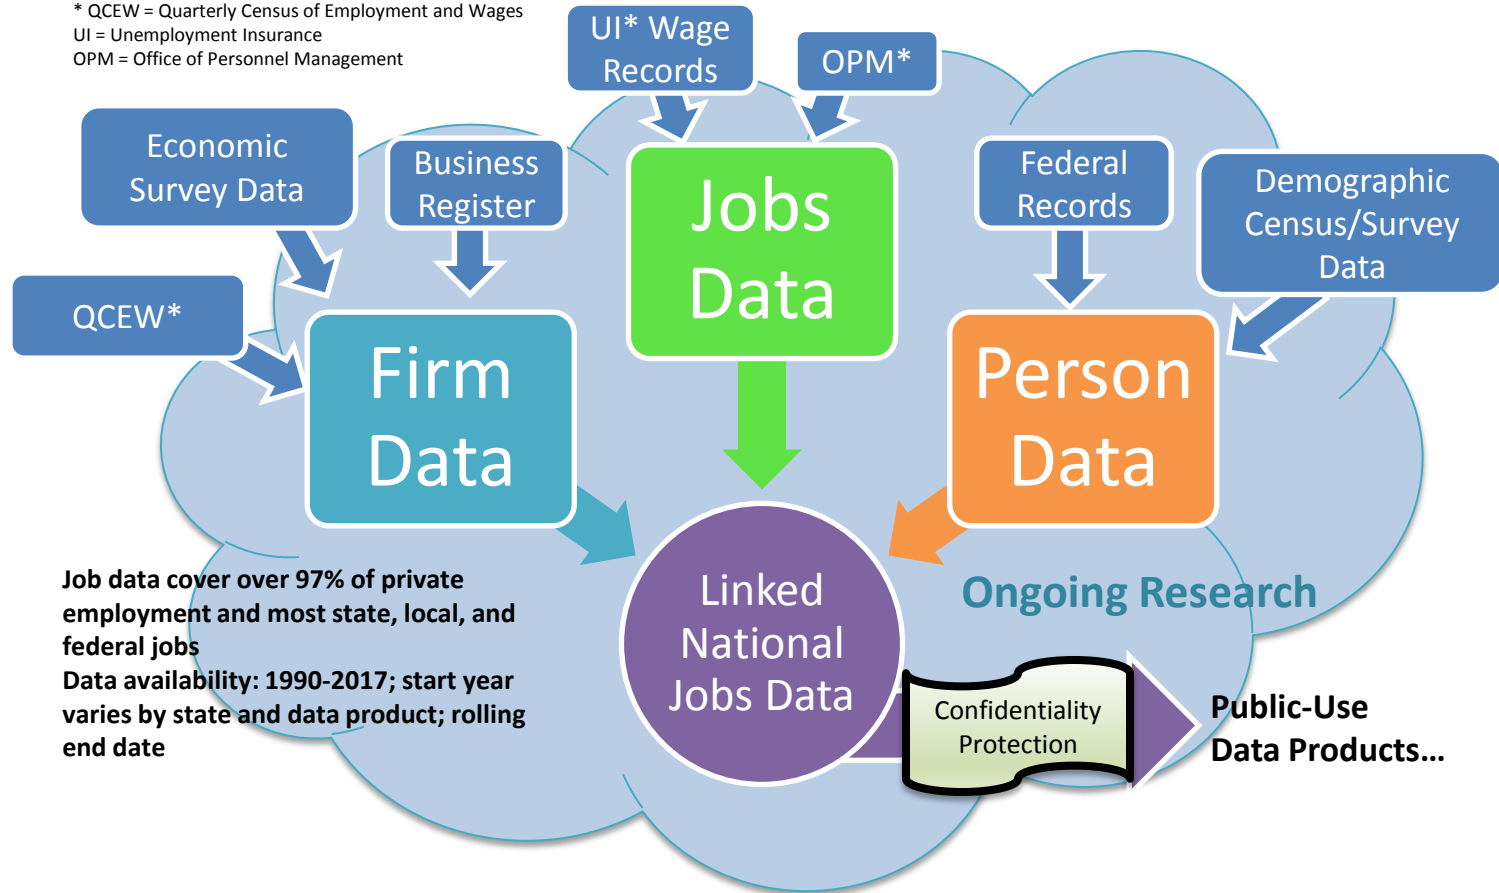 * QCEW = Quarterly Census of Employment and Wages
UI = Unemployment Insurance
OPM = Office of Personnel Management
UI* Wage
Records
OPM*
Economic
Survey Data
Business
Register
Jobs
Data
Federal
Records
Demographic
Census/Survey
Data
QCEW*
Firm
Data
Person
Data
Job data cover over 97% of private
employment and most state, local, and
federal jobs
Data availability: 1990-2017; start year
varies by state and data product; rolling
end date
Linked
National
Jobs Data
Ongoing Research
Confidentiality
Protection
Public-Use
Data Products…